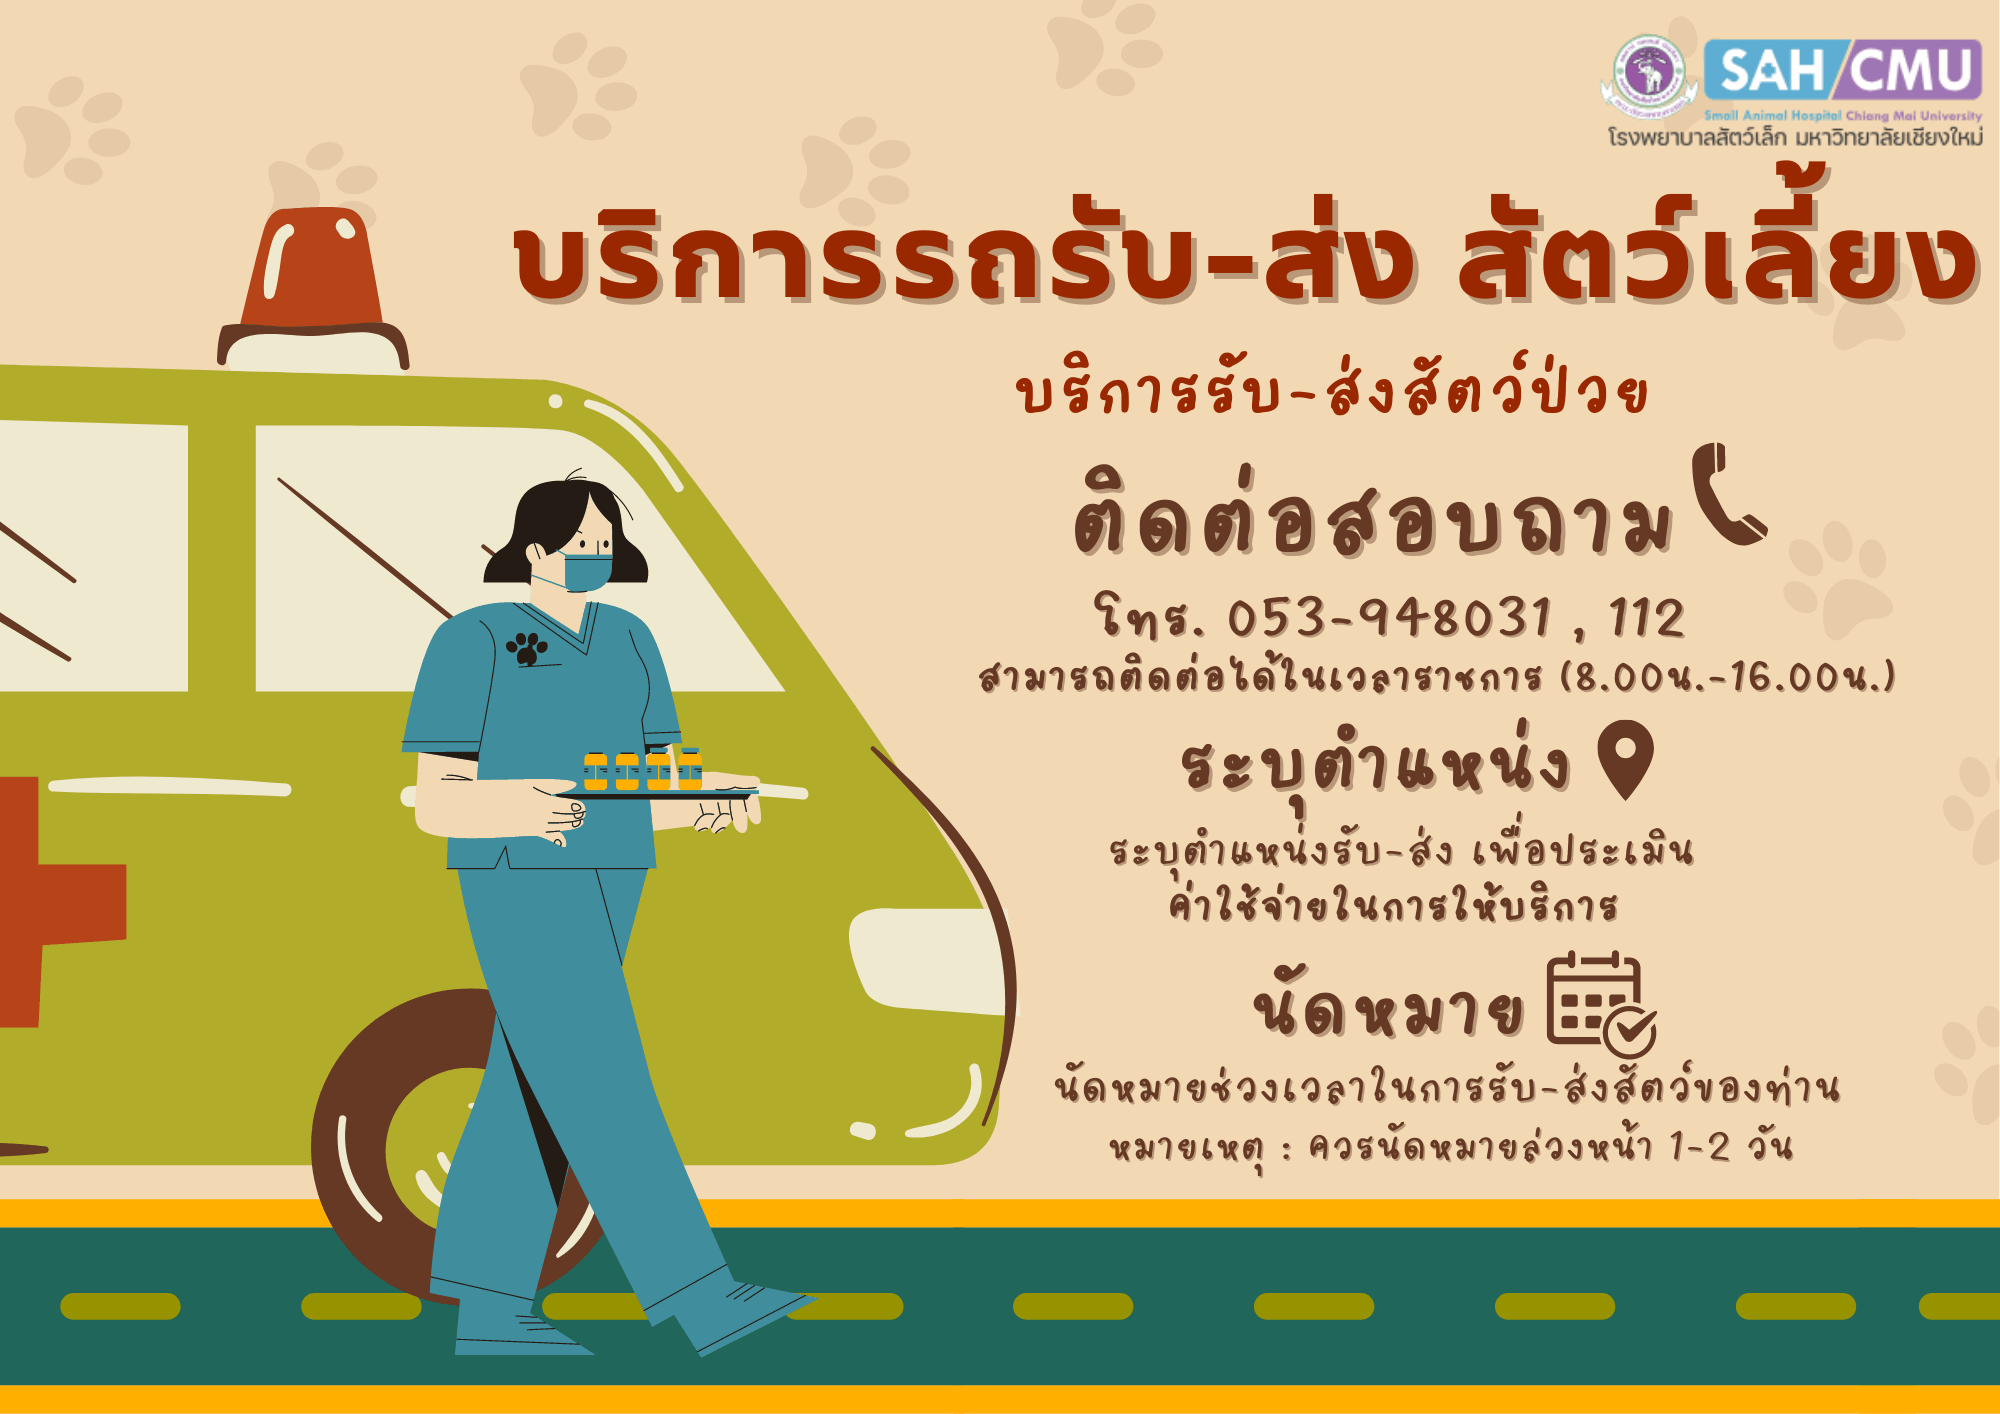 SAH/CMU
Small Animal Hospital Chiang Mai University
โรงพยาบาลสัตว์เล็ก มหาวิทยาลัยเชียงใหม่
บริการรถรับ-ส่ง สัตว์เลี้ยง
บริการรับ-ส่งสัตว์ป่วย
ติดต่อสอบถาม
โทร. 053-948031 , 112
สามารถติดต่อได้ในเวลาราชการ (8.00น.-16.00น.)
ระบุตำแหน่ง
ระบุตำแหน่งรับ-ส่ง เพื่อประเมิน
ค่าใช้จ่ายในการให้บริการ
นัดหมาย
นัดหมายช่วงเวลาในการรับ-ส่งสัตว์ของท่าน
หมายเหตุ : ควรนัดหมายล่วงหน้า 1-2 วัน